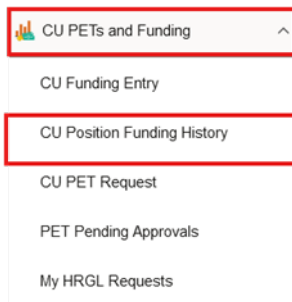 CU PETs and Funding
CU Funding Entry
CU Position Funding History
CU PET Request
PET Pending Approvals
My HRGL Requests